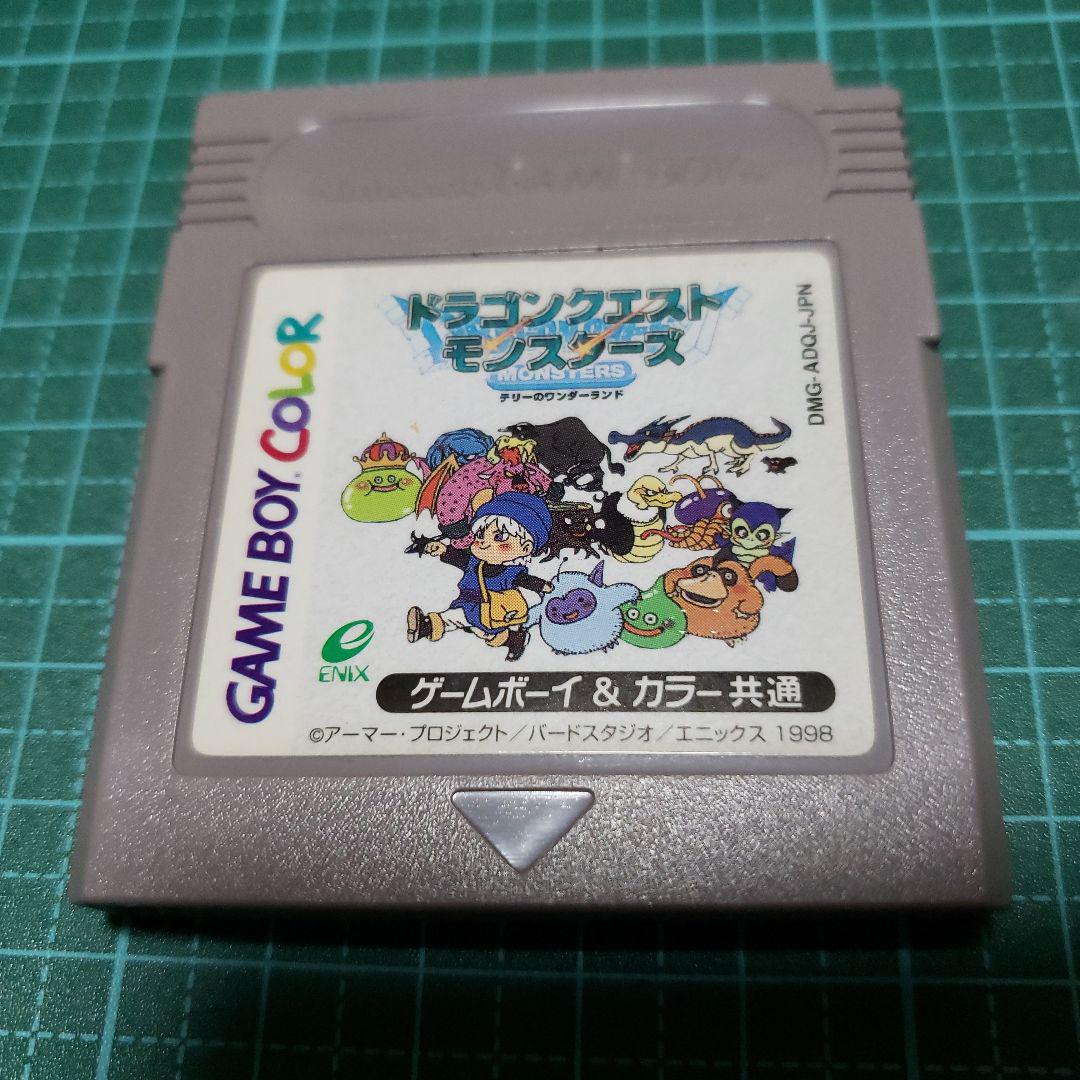 GAME BOY COLOR
ドラゴンクエスト
モンスターズ
MONSTERS
テリーのワンダーランド
DMG-ADQJ-JPN
ENIX
ゲームボーイ & カラー 共通
©アーマー・プロジェクト／バードスタジオ／エニックス 1998